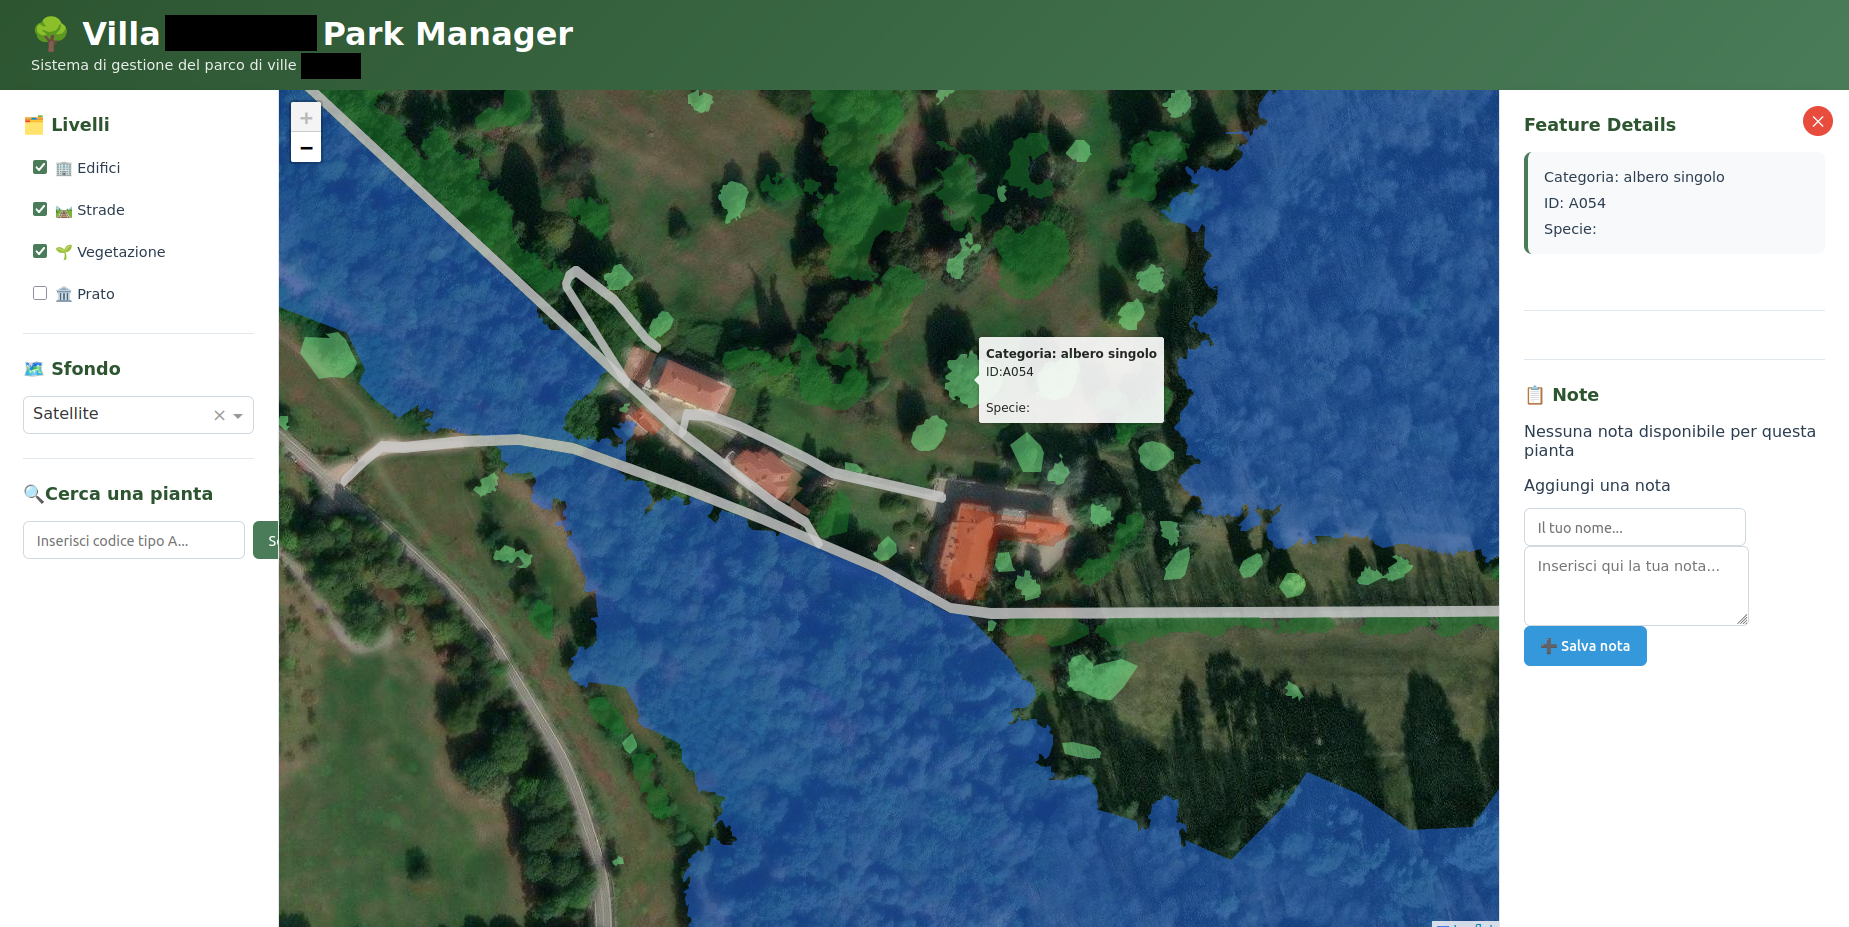 Villa Park Manager
Sistema di gestione del parco di ville
Livelli
Edifici
Strade
Vegetazione
Prato
Sfondo
Satellite
Cerca una pianta
Inserisci codice tipo A...
+
−
Categoria: albero singolo
ID:A054
Specie:
Feature Details
Categoria: albero singolo
ID: A054
Specie:
Note
Nessuna nota disponibile per questa
pianta
Aggiungi una nota
Il tuo nome...
Inserisci qui la tua nota...
Salva nota